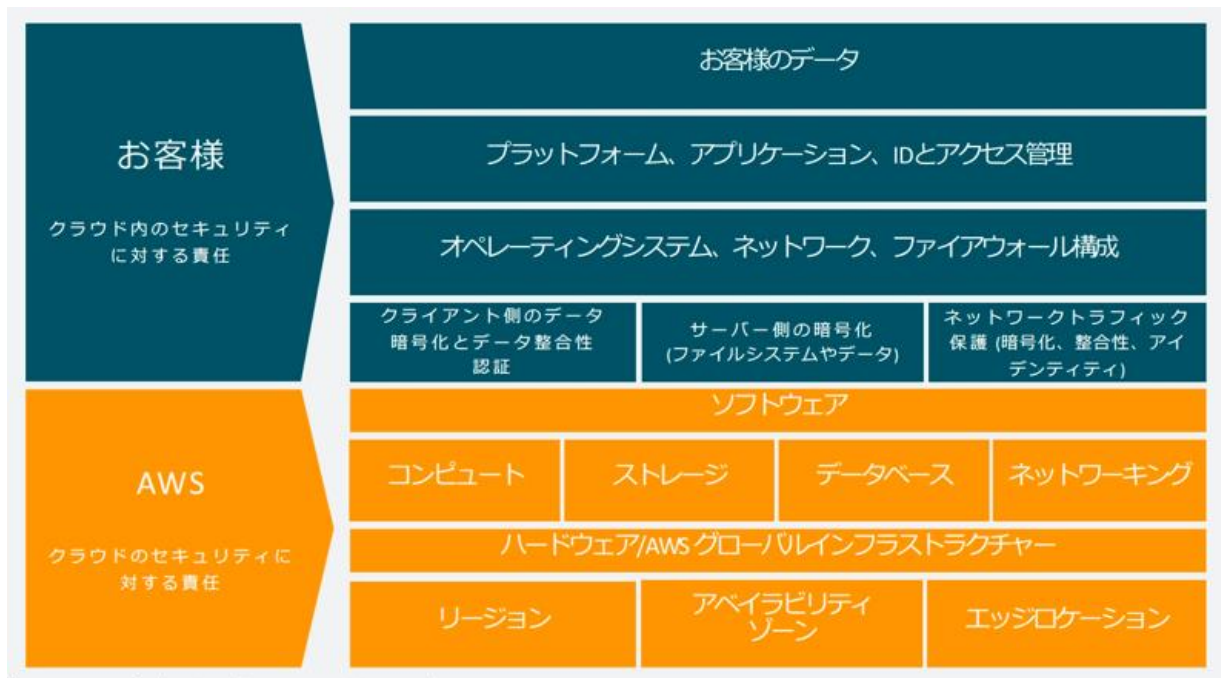 お客様
クラウド内のセキュリティ
に対する責任
お客様のデータ
プラットフォーム、アプリケーション、IDとアクセス管理
オペレーティングシステム、ネットワーク、ファイアウォール構成
クライアント側のデータ
暗号化とデータ整合性
認証
サーバー側の暗号化
(ファイルシステムやデータ)
ネットワークトラフィック
保護 (暗号化、整合性、アイ
デンティティ)
AWS
クラウドのセキュリティに
対する責任
ソフトウェア
コンピュート
ストレージ
データベース
ネットワーキング
ハードウェア/AWS グローバルインフラストラクチャー
リージョン
アベイラビリティ
ゾーン
エッジロケーション